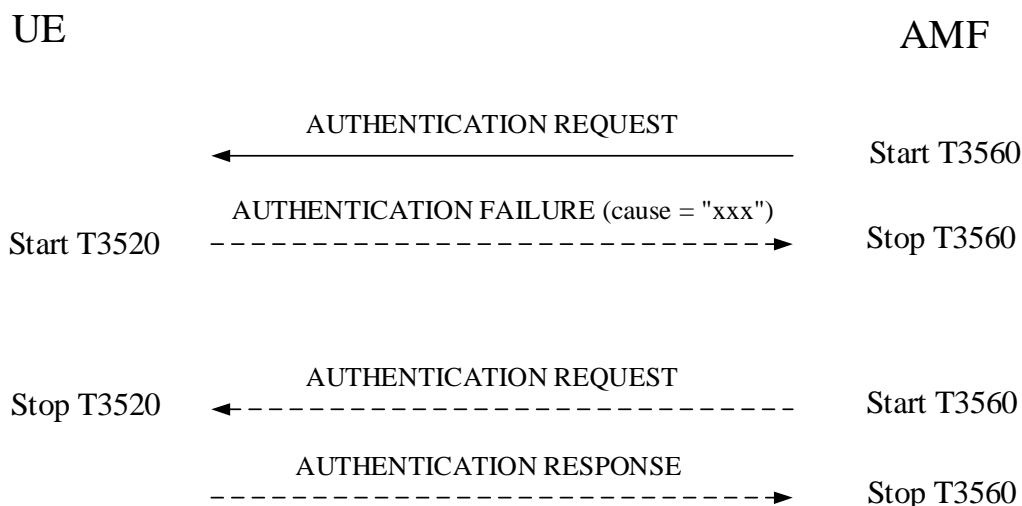 UE
AMF
AUTHENTICATION REQUEST
Start T3560
AUTHENTICATION FAILURE (cause = "xxx")
Start T3520
Stop T3560
AUTHENTICATION REQUEST
Stop T3520
Start T3560
AUTHENTICATION RESPONSE
Stop T3560